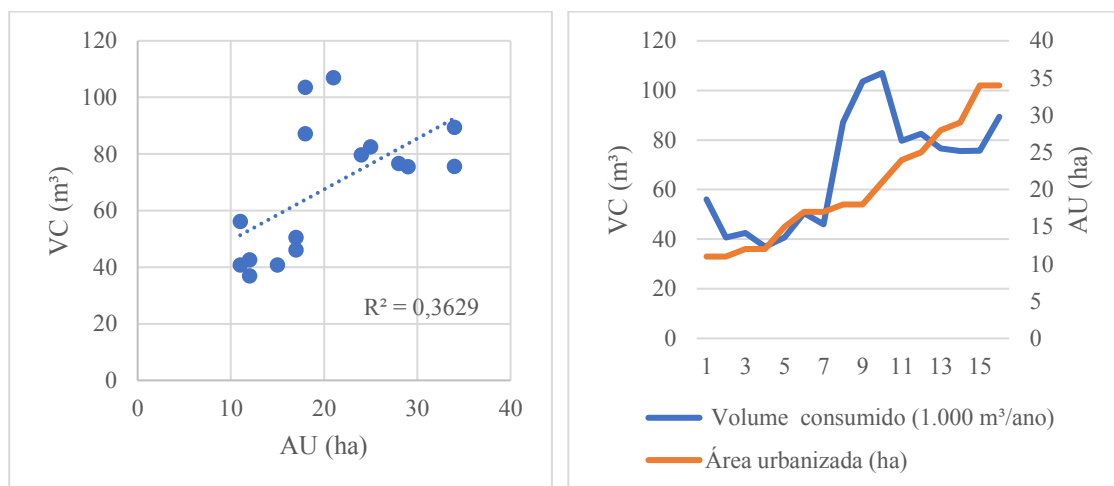 120
100
80
60
40
20
0
VC (m³)
0 10 20 30 40
AU (ha)
R² = 0,3629
120
100
80
60
40
20
0
VC (m³)
40
35
30
25
20
15
10
5
0
AU (ha)
1 3 5 7 9 11 13 15
Volume consumido (1.000 m³/ano)
Área urbanizada (ha)